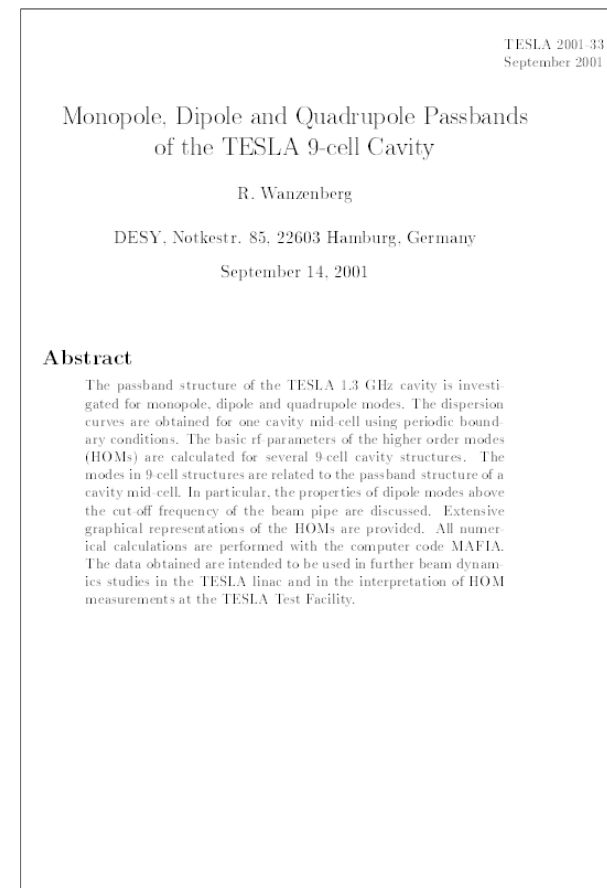 TESLA 2001-33
September 2001
Monopole, Dipole and Quadrupole Passbands
of the TESLA 9-cell Cavity
R. Wanzenberg
DESY, Notkestr. 85, 22603 Hamburg, Germany
September 14, 2001
Abstract
The passband structure of the TESLA 1.3 GHz cavity is investi-
gated for monopole, dipole and quadrupole modes. The dispersion
curves are obtained for one cavity mid-cell using periodic bound-
ary conditions. The basic rf-parameters of the higher order modes
(HOMs) are calculated for several 9-cell cavity structures. The
modes in 9-cell structures are related to the passband structure of a
cavity mid-cell. In particular, the properties of dipole modes above
the cut-off frequency of the beam pipe are discussed. Extensive
graphical representations of the HOMs are provided. All numer-
ical calculations are performed with the computer code MAFIA.
The data obtained are intended to be used in further beam dynam-
ics studies in the TESLA linac and in the interpretation of HOM
measurements at the TESLA Test Facility.